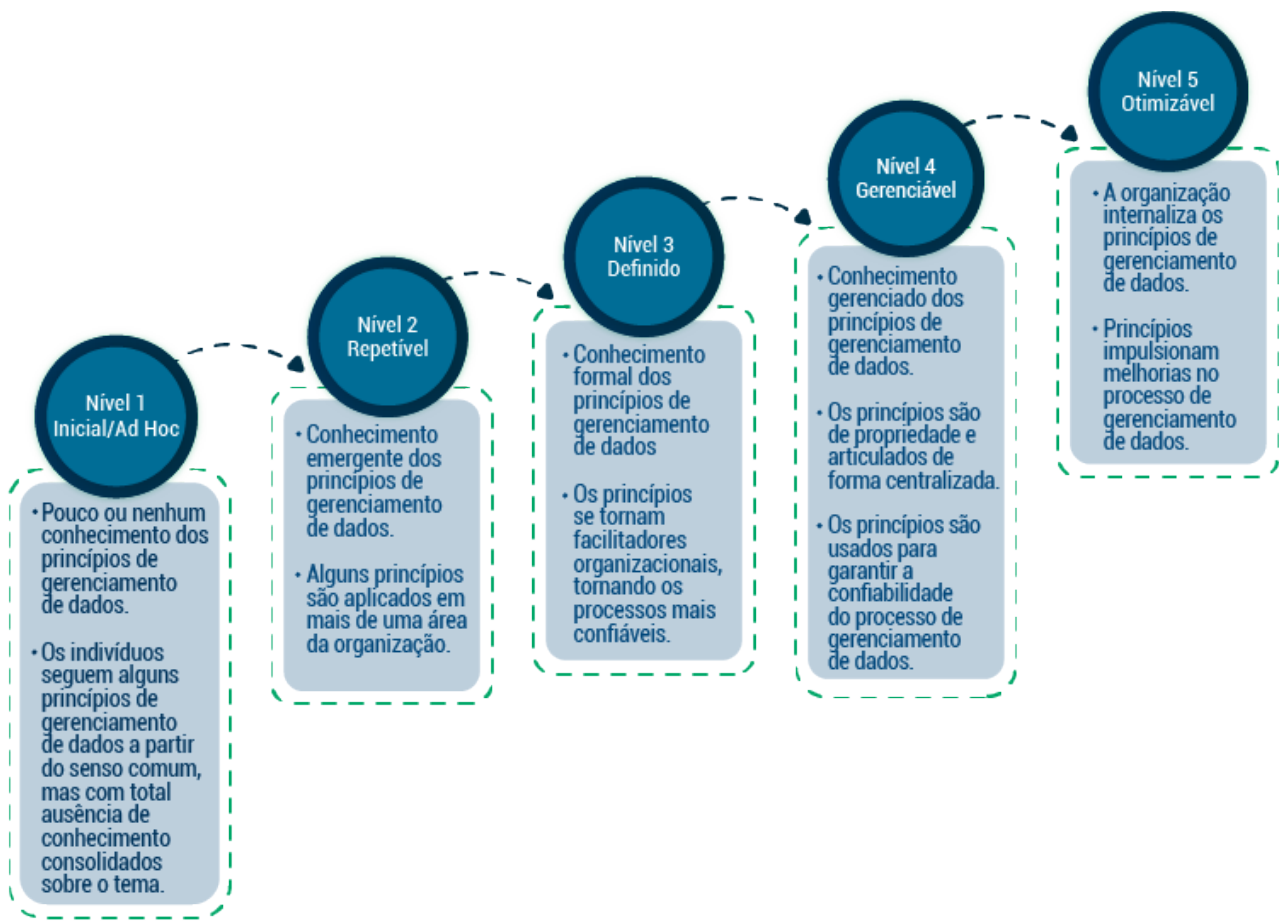 Nível 1
Inicial/Ad Hoc
• Pouco ou nenhum
conhecimento dos
princípios de
gerenciamento
de dados.
• Os indivíduos
seguem alguns
princípios de
gerenciamento
de dados a partir
do senso comum,
mas com total
ausência de
conhecimento
consolidados
sobre o tema.
Nível 2
Repetível
• Conhecimento
emergente dos
princípios de
gerenciamento
de dados.
• Alguns princípios
são aplicados em
mais de uma área
da organização.
Nível 3
Definido
• Conhecimento
formal dos
princípios de
gerenciamento
de dados
• Os princípios
se tornam
facilitadores
organizacionais,
tornando os
processos mais
confiáveis.
Nível 4
Gerenciável
• Conhecimento
gerenciado dos
princípios de
gerenciamento
de dados.
• Os princípios são
de propriedade e
articulados de
forma centralizada.
• Os princípios são
usados para
garantir a
confiabilidade
do processo de
gerenciamento
de dados.
Nível 5
Otimizável
• A organização
internaliza os
princípios de
gerenciamento
de dados.
• Princípios
impulsionam
melhorias no
processo de
gerenciamento
de dados.